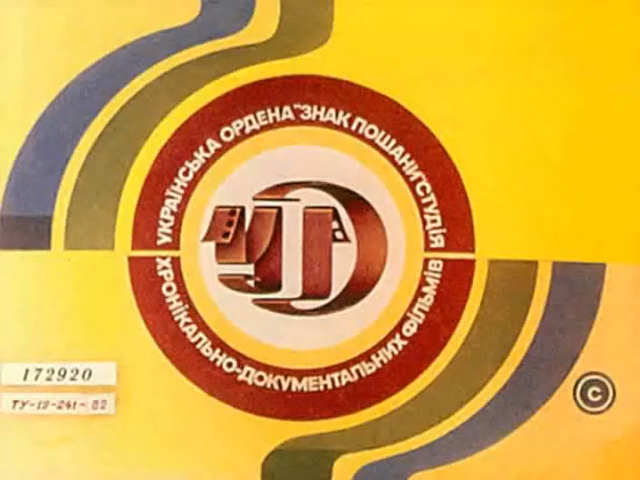 УКРАЇНСЬКА ОРДЕНА "ЗНАК ПОШАНИ" СТУДІЯ
ХРОНІКАЛЬНО-ДОКУМЕНТАЛЬНИХ ФІЛЬМІВ
172920
ТУ-19-241-82
©